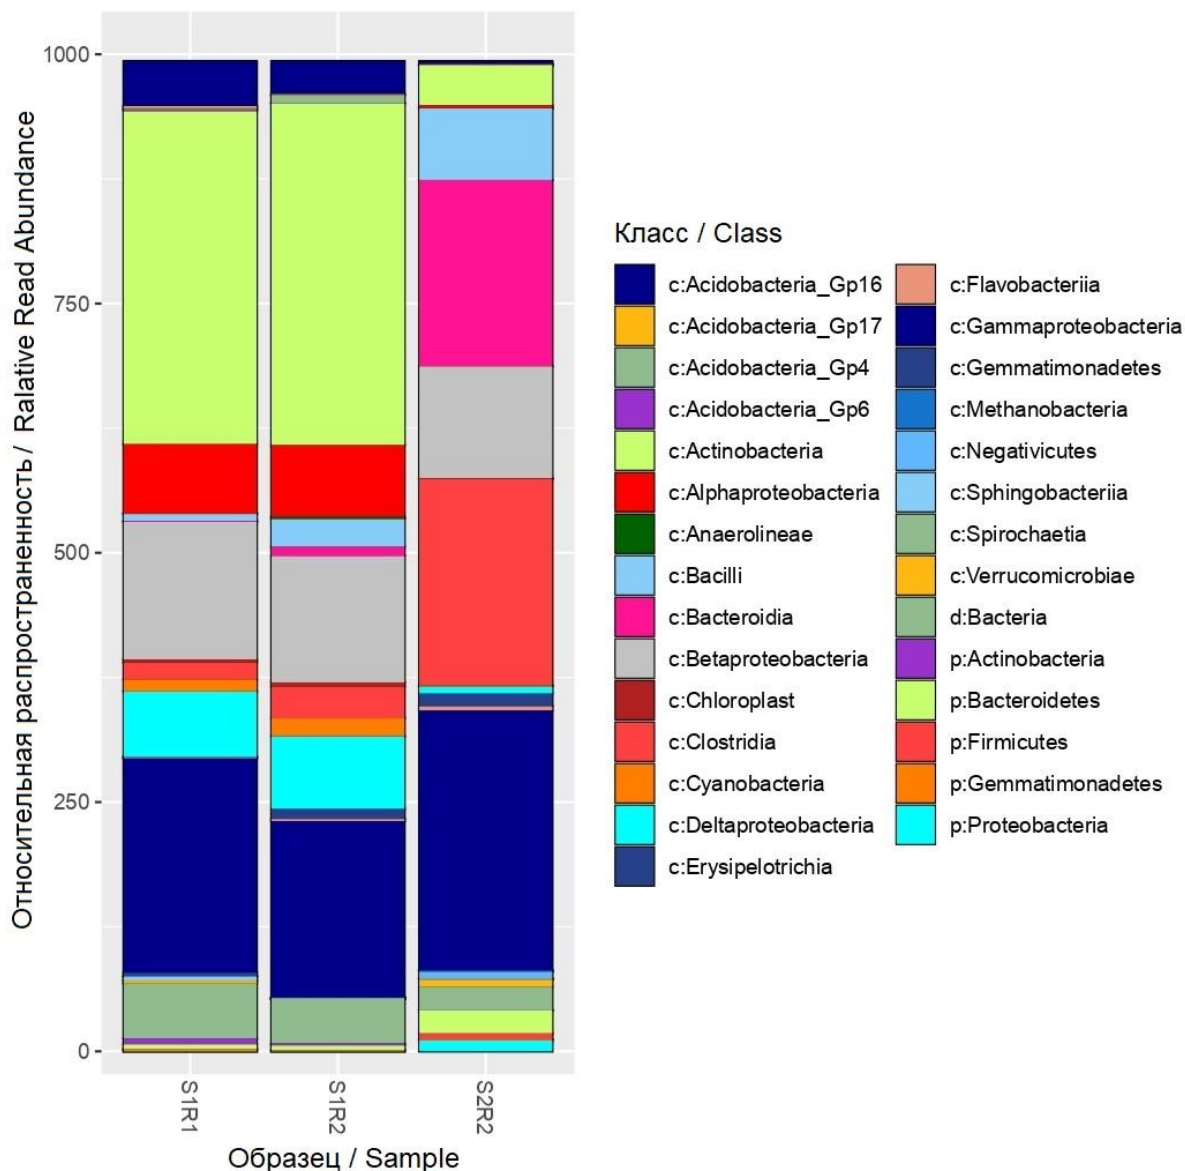 Относительная распространенность / Ralative Read Abundance
1000
750
500
250
0
S1R1
S1R2
S2R2
Образец / Sample
Класс / Class
c:Acidobacteria_Gp16
c:Acidobacteria_Gp17
c:Acidobacteria_Gp4
c:Acidobacteria_Gp6
c:Actinobacteria
c:Alphaproteobacteria
c:Anaerolineae
c:Bacilli
c:Bacteroidia
c:Betaproteobacteria
c:Chloroplast
c:Clostridia
c:Cyanobacteria
c:Deltaproteobacteria
c:Erysipelotrichia
c:Flavobacteriia
c:Gammaproteobacteria
c:Gemmatimonadetes
c:Methanobacteria
c:Negativicutes
c:Sphingobacteriia
c:Spirochaetia
c:Verrucomicrobiae
d:Bacteria
p:Actinobacteria
p:Bacteroidetes
p:Firmicutes
p:Gemmatimonadetes
p:Proteobacteria